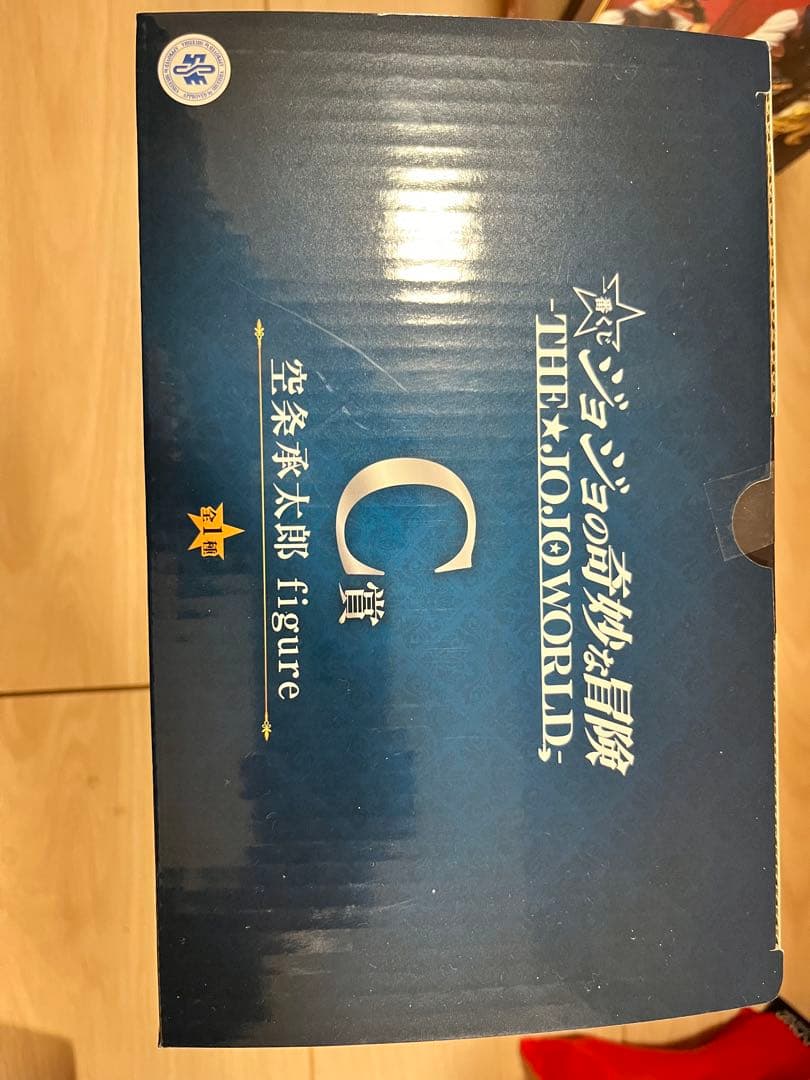 一番くじ
ジョジョの奇妙な冒険
-THE★JOJO WORLD-
C賞
空条承太郎 figure
全1種